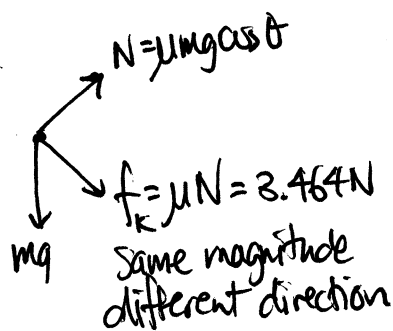 N=μmgcosθ
f_k=μN=3.464N
mg
same magnitude
different direction